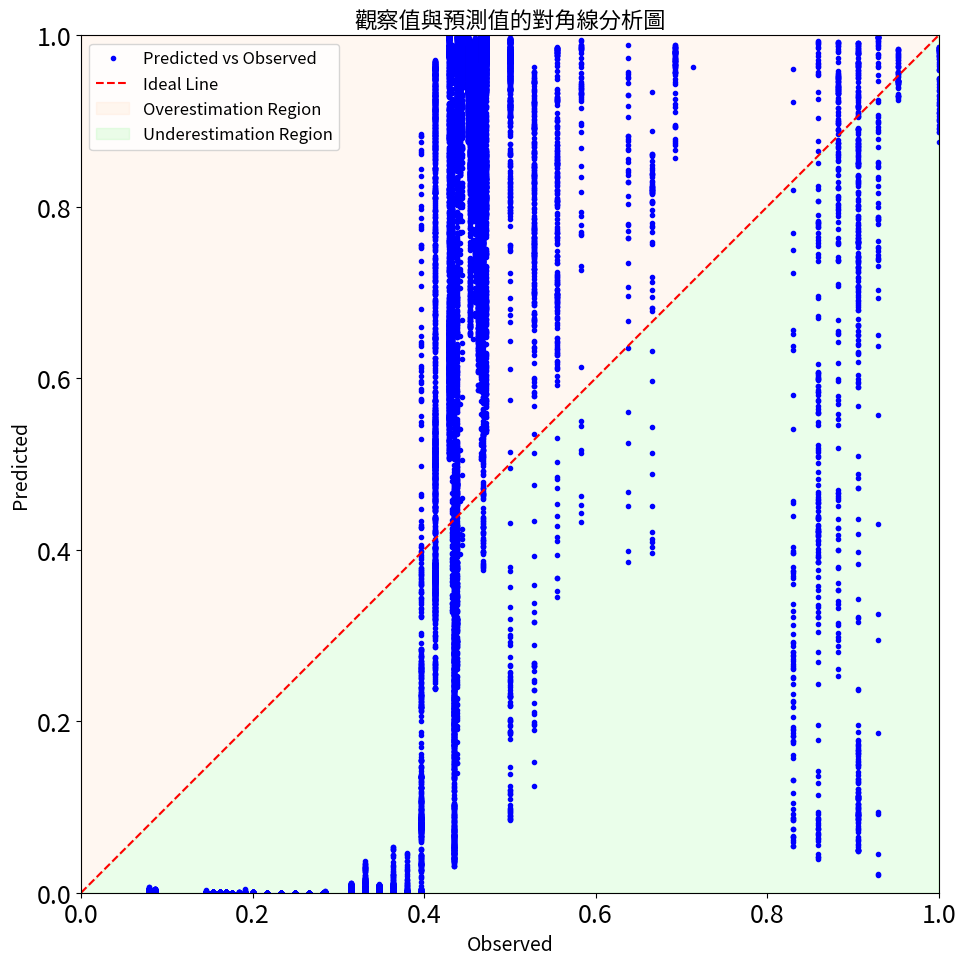 觀察值與預測值的對角線分析圖
Predicted vs Observed
Ideal Line
Overestimation Region
Underestimation Region
Predicted
1.0
0.8
0.6
0.4
0.2
0.0
0.0 0.2 0.4 0.6 0.8 1.0
Observed